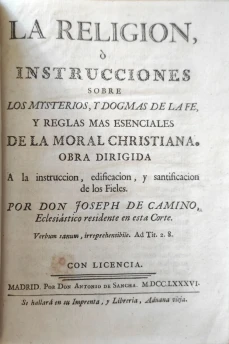 LA RELIGION,
ò
INSTRUCCIONES
SOBRE
LOS MYSTERIOS, Y DOGMAS DE LA FE,
Y REGLAS MAS ESENCIALES
DE LA MORAL CHRISTIANA.
OBRA DIRIGIDA
A la instruccion, edificacion, y santificacion
de los Fieles.
POR DON JOSEPH DE CAMINO,
Eclesiástico residente en esta Corte.
Verbum sanum, irreprehensibile. Ad Tit. 2. 8.
CON LICENCIA.
MADRID. POR DON ANTONIO DE SANCHA. M.DCC.LXXXVI.
Se hallará en su Imprenta, y Librería, Aduana vieja.